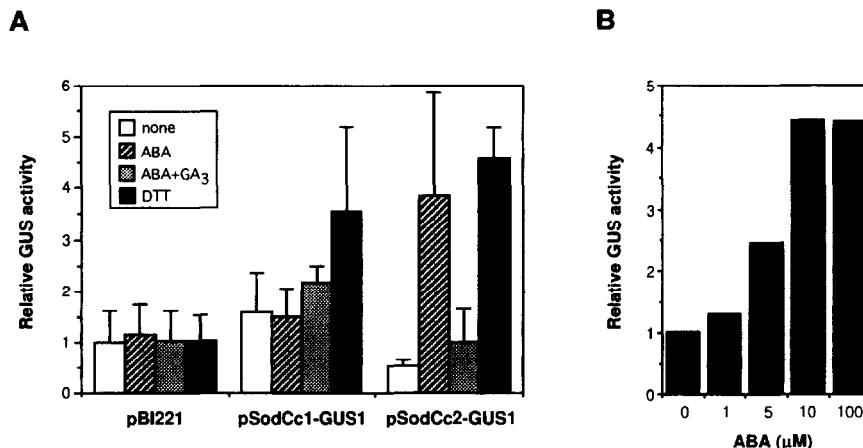 A
Relative GUS activity
6
5
4
3
2
1
0
none
ABA
ABA+GA3
DTT
pBI221
pSodCc1-GUS1
pSodCc2-GUS1
B
Relative GUS activity
5
4
3
2
1
0
0 1 5 10 100
ABA (μM)